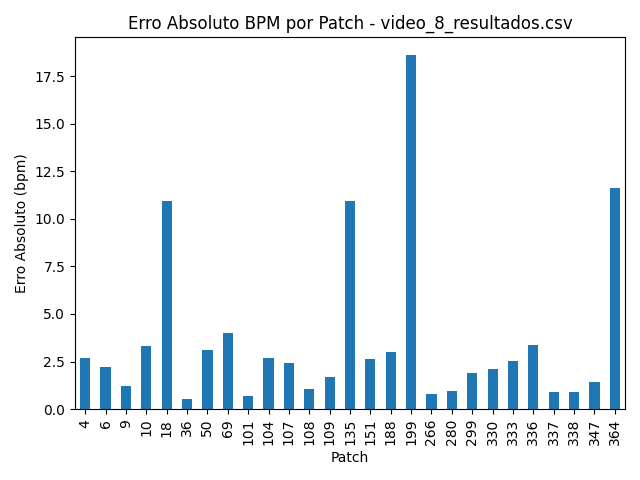 Erro Absoluto BPM por Patch - video_8_resultados.csv
Erro Absoluto (bpm)
17.5
15.0
12.5
10.0
7.5
5.0
2.5
0.0
4 6 9 10 18 36 50 69 101 104 107 108 109 135 151 188 199 266 280 299 330 333 336 337 338 347 364
Patch